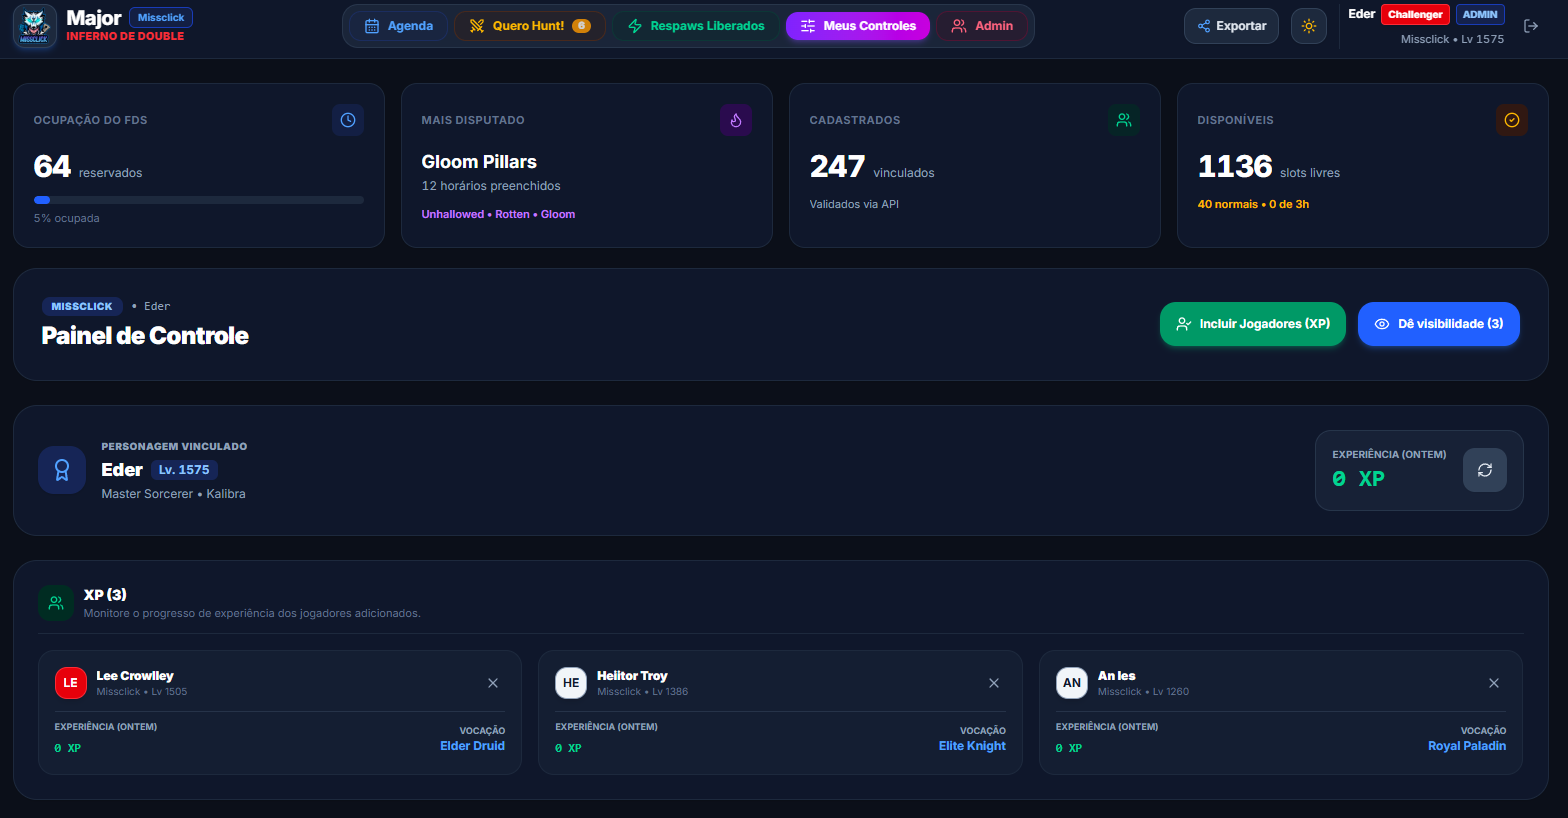 MISSCLICK
Major Missclick
INFERNO DE DOUBLE
Agenda
Quero Hunt! 6
Respaws Liberados
Meus Controles
Admin
Exportar
Eder Challenger ADMIN
Missclick • Lv 1575
OCUPAÇÃO DO FDS
64 reservados
5% ocupada
MAIS DISPUTADO
Gloom Pillars
12 horários preenchidos
Unhallowed • Rotten • Gloom
CADASTRADOS
247 vinculados
Validados via API
DISPONÍVEIS
1136 slots livres
40 normais • 0 de 3h
MISSCLICK • Eder
Painel de Controle
Incluir Jogadores (XP)
Dê visibilidade (3)
PERSONAGEM VINCULADO
Eder Lv. 1575
Master Sorcerer • Kalibra
EXPERIÊNCIA (ONTEM)
0 XP
XP (3)
Monitore o progresso de experiência dos jogadores adicionados.
LE
Lee Crowlley
Missclick • Lv 1505
EXPERIÊNCIA (ONTEM)
0 XP
VOCAÇÃO
Elder Druid
HE
Heiitor Troy
Missclick • Lv 1386
EXPERIÊNCIA (ONTEM)
0 XP
VOCAÇÃO
Elite Knight
AN
An Ies
Missclick • Lv 1260
EXPERIÊNCIA (ONTEM)
0 XP
VOCAÇÃO
Royal Paladin